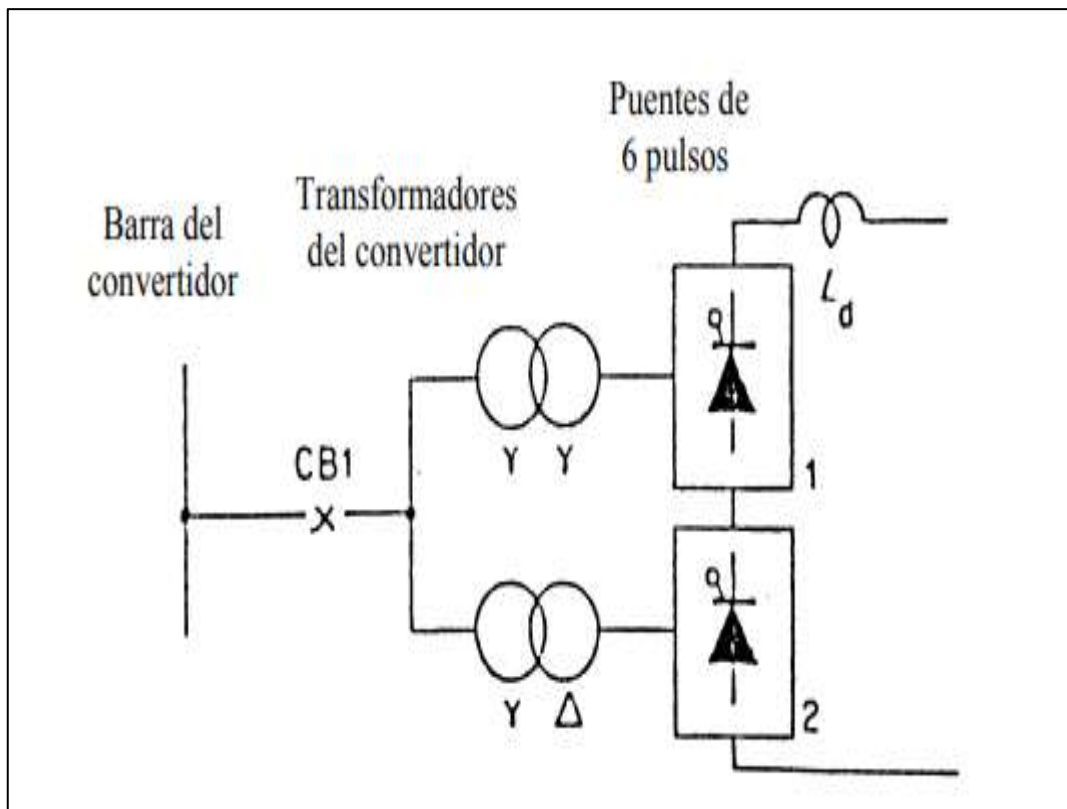 Puentes de
6 pulsos
Transformadores
del convertidor
Barra del
convertidor
L d
CB1
X
Y Y
1
Y Δ
2